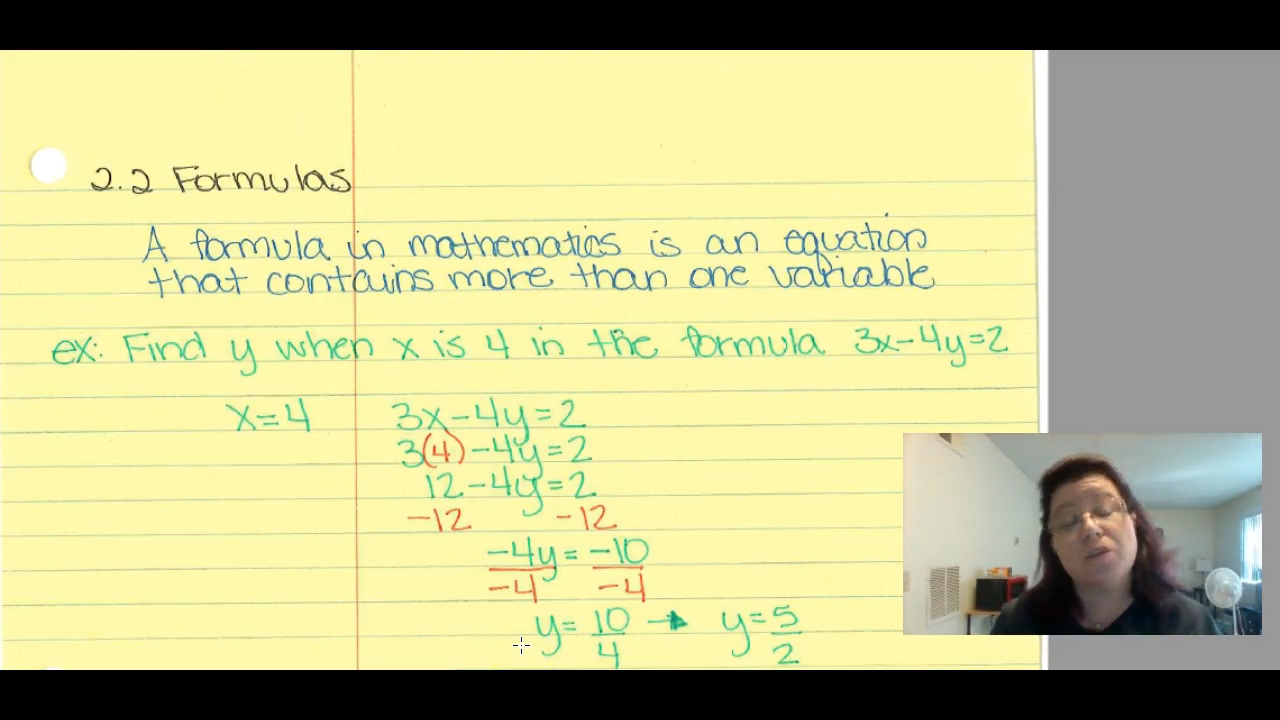 2.2 Formulas
A formula in mathematics is an equation
that contains more than one variable
ex: Find y when x is 4 in the formula 3x-4y=2
x=4 3x-4y=2
3(4)-4y=2
12-4y=2
-12 -12
-4y = -10
-4 -4
y= 10/4 → y= 5/2